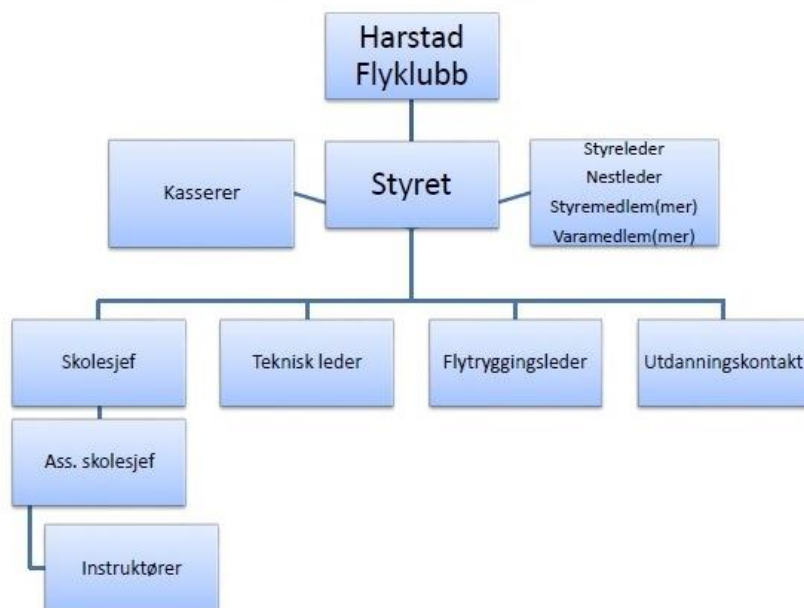 Harstad
Flyklubb
Kasserer
Styret
Styreleder
Nestleder
Styremedlem(mer)
Varamedlem(mer)
Skolesjef
Teknisk leder
Flytryggingsleder
Utdanningskontakt
Ass. skolesjef
Instruktører